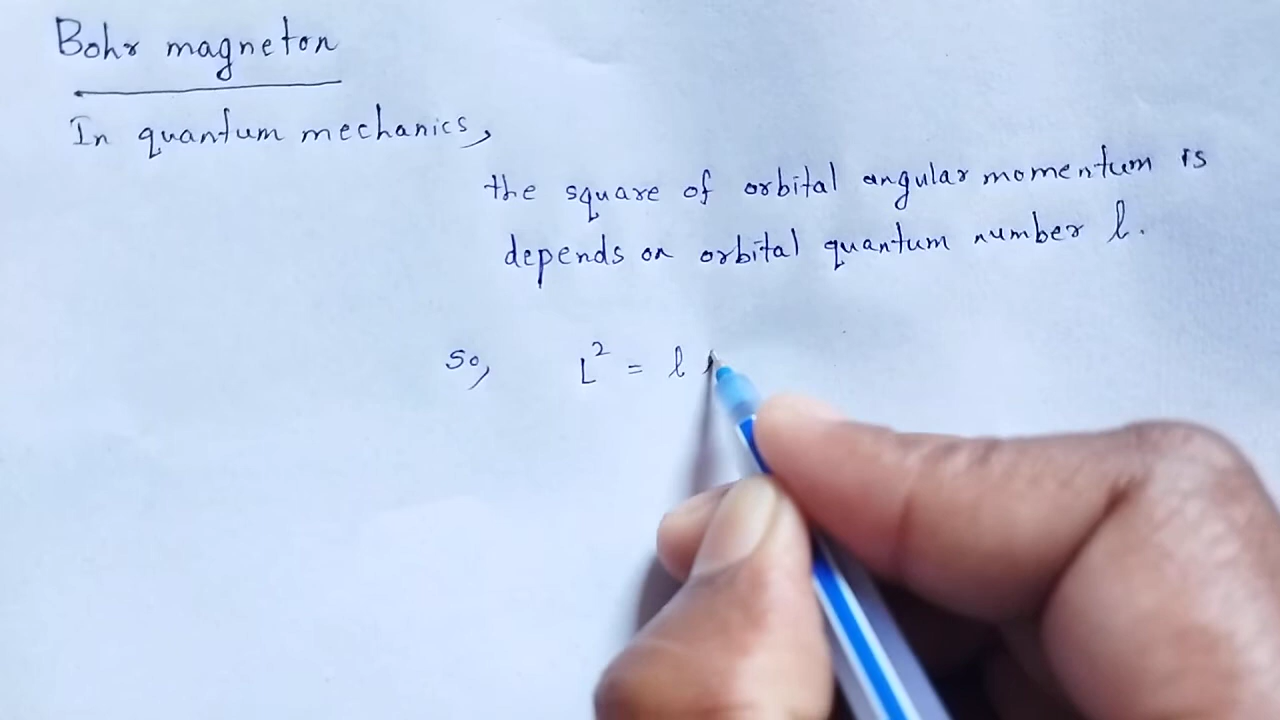 Bohr magneton
In quantum mechanics,
the square of orbital angular momentum is
depends on orbital quantum number l.
So, L² = l